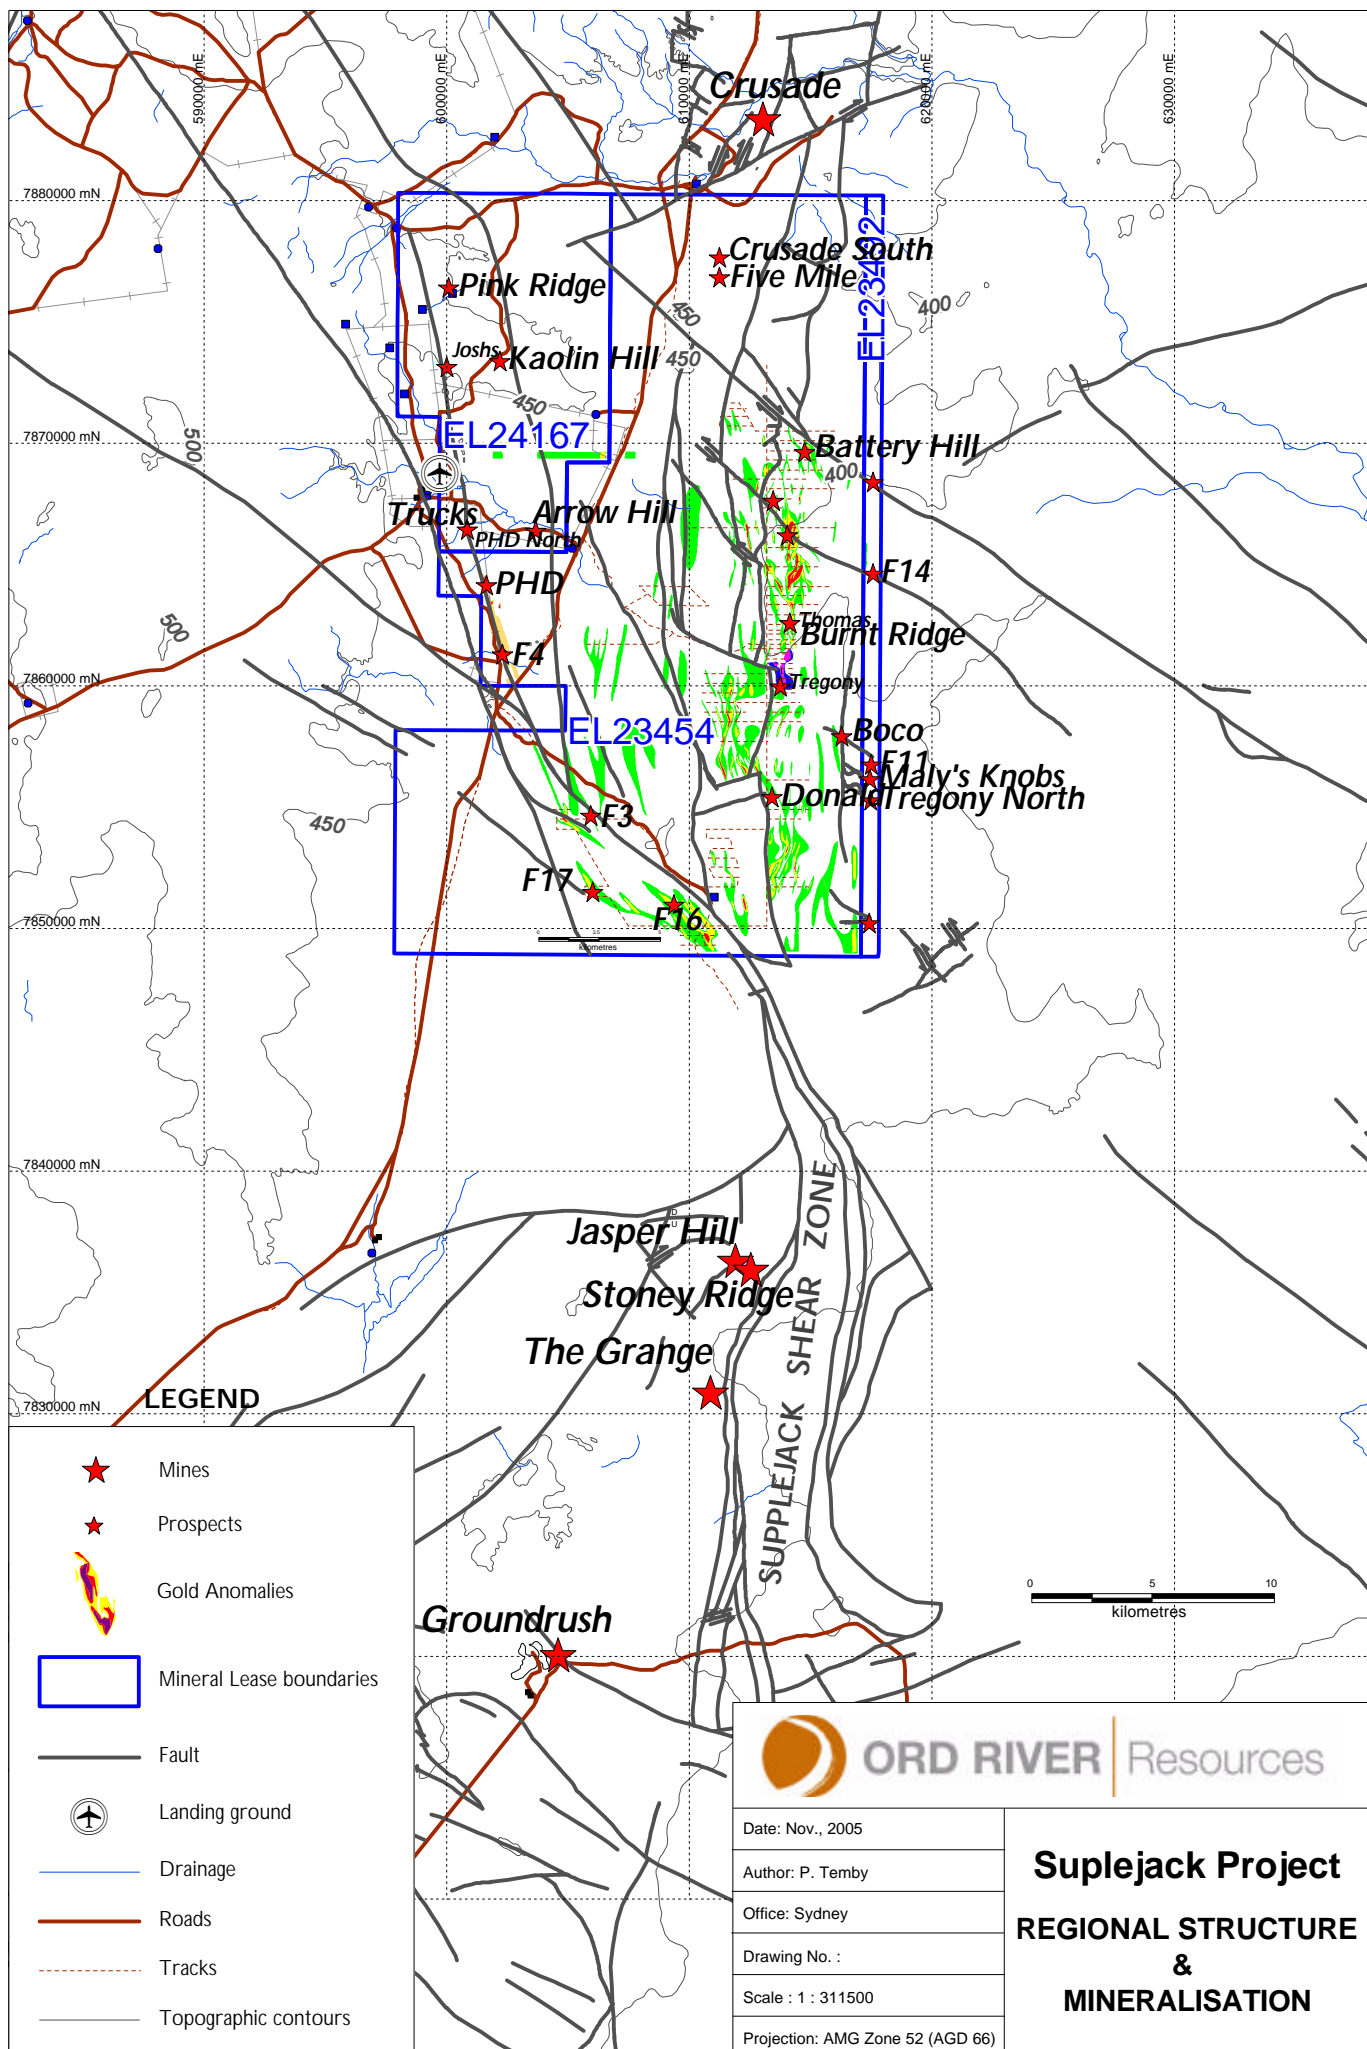 590000 mE
600000 mE
610000 mE
620000 mE
630000 mE
Crusade
7880000 mN
Crusade South
Five Mile
EL23402
Pink Ridge
400
450
450
Joshs
Kaolin Hill
450
500
7870000 mN
EL24167
Battery Hill
400
Trucks
Arrow Hill
PHD North
F14
PHD
500
Thomas
Burnt Ridge
F4
7860000 mN
Tregony
EL23454
Boco
F11
Maly's Knobs
Donald
Tregony North
450
F3
F17
F16
7850000 mN
0 2.5 5
kilometres
7840000 mN
D
U
Jasper Hill
Stoney Ridge
The Grange
SUPPLEJACK SHEAR ZONE
7830000 mN
Groundrush
0 5 10
kilometres
LEGEND
Mines
Prospects
Gold Anomalies
Mineral Lease boundaries
Fault
Landing ground
Drainage
Roads
Tracks
Topographic contours
ORD RIVER Resources
Date: Nov., 2005
Author: P. Temby
Office: Sydney
Drawing No. :
Scale : 1 : 311500
Projection: AMG Zone 52 (AGD 66)
Suplejack Project
REGIONAL STRUCTURE
&
MINERALISATION